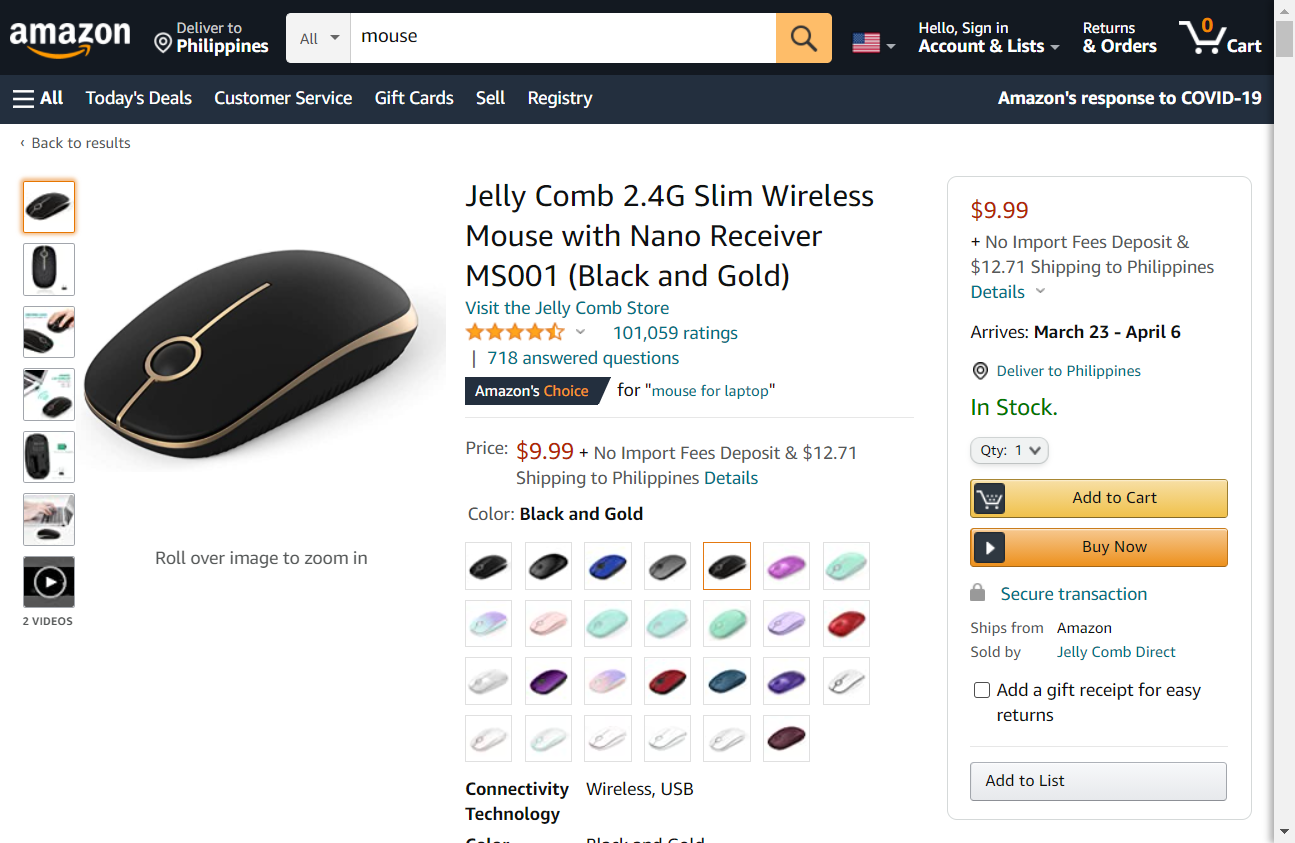 amazon
Deliver to
Philippines
All
mouse
Hello, Sign in
Account & Lists
Returns
& Orders
0
Cart
All
Today's Deals
Customer Service
Gift Cards
Sell
Registry
Amazon's response to COVID-19
‹ Back to results
2 VIDEOS
Roll over image to zoom in
Jelly Comb 2.4G Slim Wireless
Mouse with Nano Receiver
MS001 (Black and Gold)
Visit the Jelly Comb Store
101,059 ratings
| 718 answered questions
Amazon's Choice for "mouse for laptop"
Price: $9.99 + No Import Fees Deposit & $12.71
Shipping to Philippines Details
Color: Black and Gold
Connectivity Wireless, USB
Technology
Color Black and Gold
$9.99
+ No Import Fees Deposit &
$12.71 Shipping to Philippines
Details
Arrives: March 23 - April 6
Deliver to Philippines
In Stock.
Qty: 1
Add to Cart
Buy Now
Secure transaction
Ships from Amazon
Sold by Jelly Comb Direct
Add a gift receipt for easy
returns
Add to List